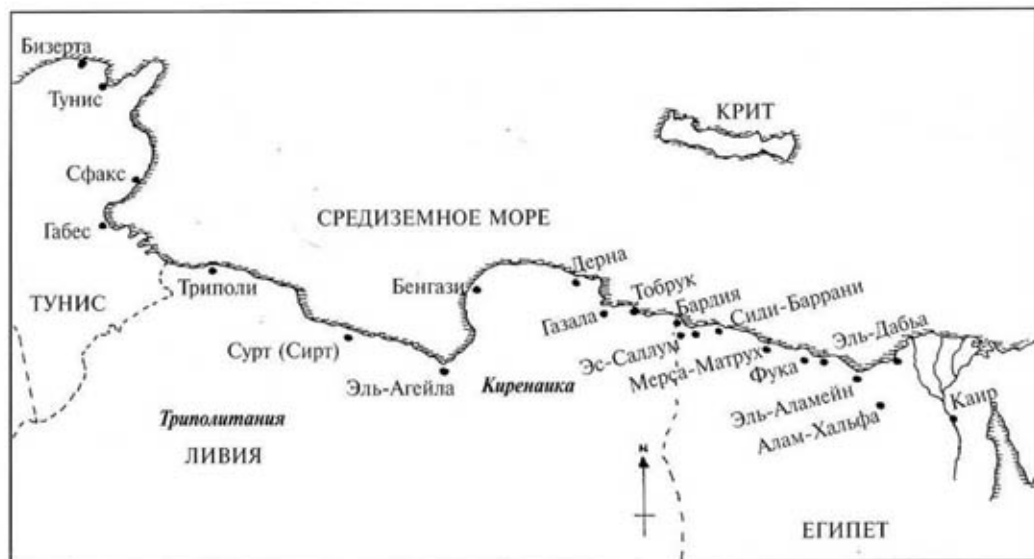 Бизерта
Тунис
КРИТ
Сфакс
СРЕДИЗЕМНОЕ МОРЕ
Габес
Дерна
Триполи
Бенгази
Тобрук
ТУНИС
Бардия
Газала
Сиди-Баррани
Эль-Дабья
Сурт (Сирт)
Эс-Саллум
Мерса-Матрух
Фука
Эль-Агейла
Киренаика
Эль-Аламейн
Каир
Триполитания
Алам-Хальфа
ЛИВИЯ
N
ЕГИПЕТ